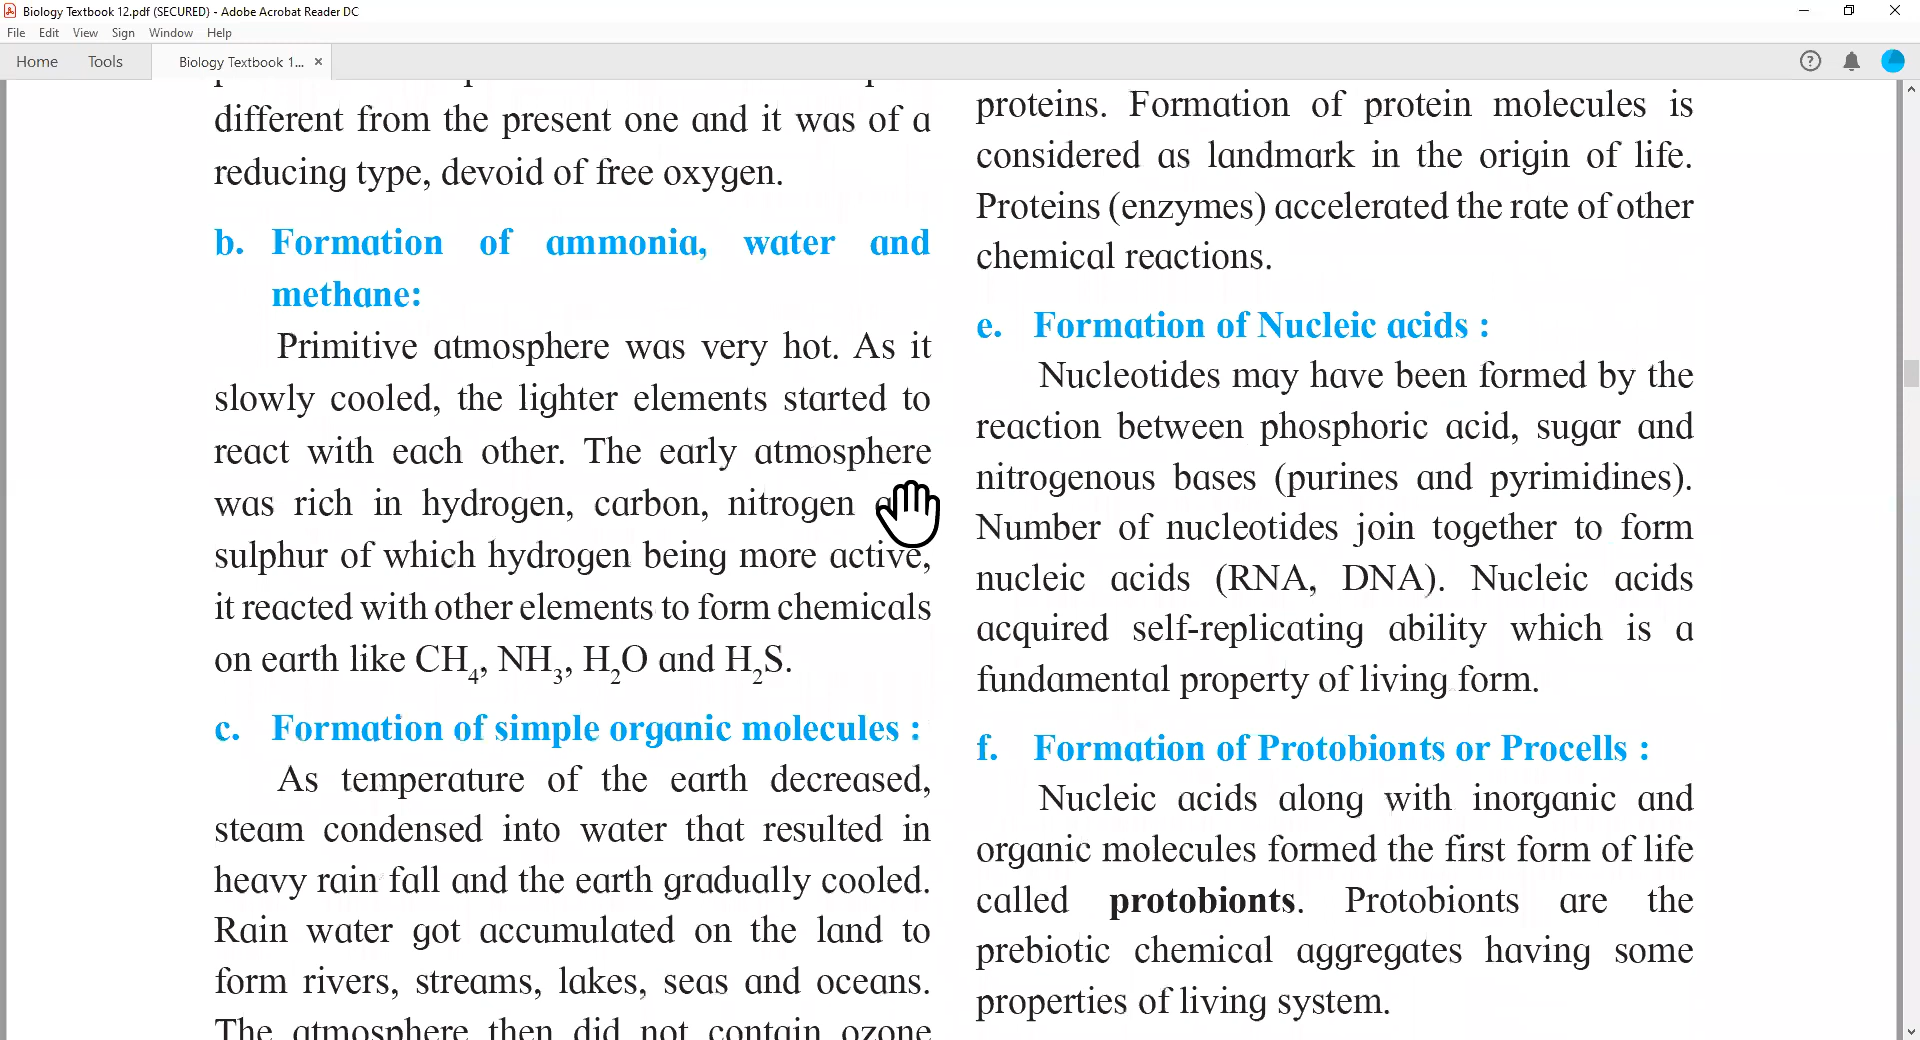 Biology Textbook 12.pdf (SECURED) - Adobe Acrobat Reader DC
File Edit View Sign Window Help
Home Tools Biology Textbook 1... ×
different from the present one and it was of a
reducing type, devoid of free oxygen.
b. Formation of ammonia, water and
methane:
Primitive atmosphere was very hot. As it
slowly cooled, the lighter elements started to
react with each other. The early atmosphere
was rich in hydrogen, carbon, nitrogen
sulphur of which hydrogen being more active,
it reacted with other elements to form chemicals
on earth like CH₄, NH₃, H₂O and H₂S.
c. Formation of simple organic molecules :
As temperature of the earth decreased,
steam condensed into water that resulted in
heavy rain fall and the earth gradually cooled.
Rain water got accumulated on the land to
form rivers, streams, lakes, seas and oceans.
The atmosphere then did not contain ozone
proteins. Formation of protein molecules is
considered as landmark in the origin of life.
Proteins (enzymes) accelerated the rate of other
chemical reactions.
e. Formation of Nucleic acids :
Nucleotides may have been formed by the
reaction between phosphoric acid, sugar and
nitrogenous bases (purines and pyrimidines).
Number of nucleotides join together to form
nucleic acids (RNA, DNA). Nucleic acids
acquired self-replicating ability which is a
fundamental property of living form.
f. Formation of Protobionts or Procells :
Nucleic acids along with inorganic and
organic molecules formed the first form of life
called protobionts. Protobionts are the
prebiotic chemical aggregates having some
properties of living system.